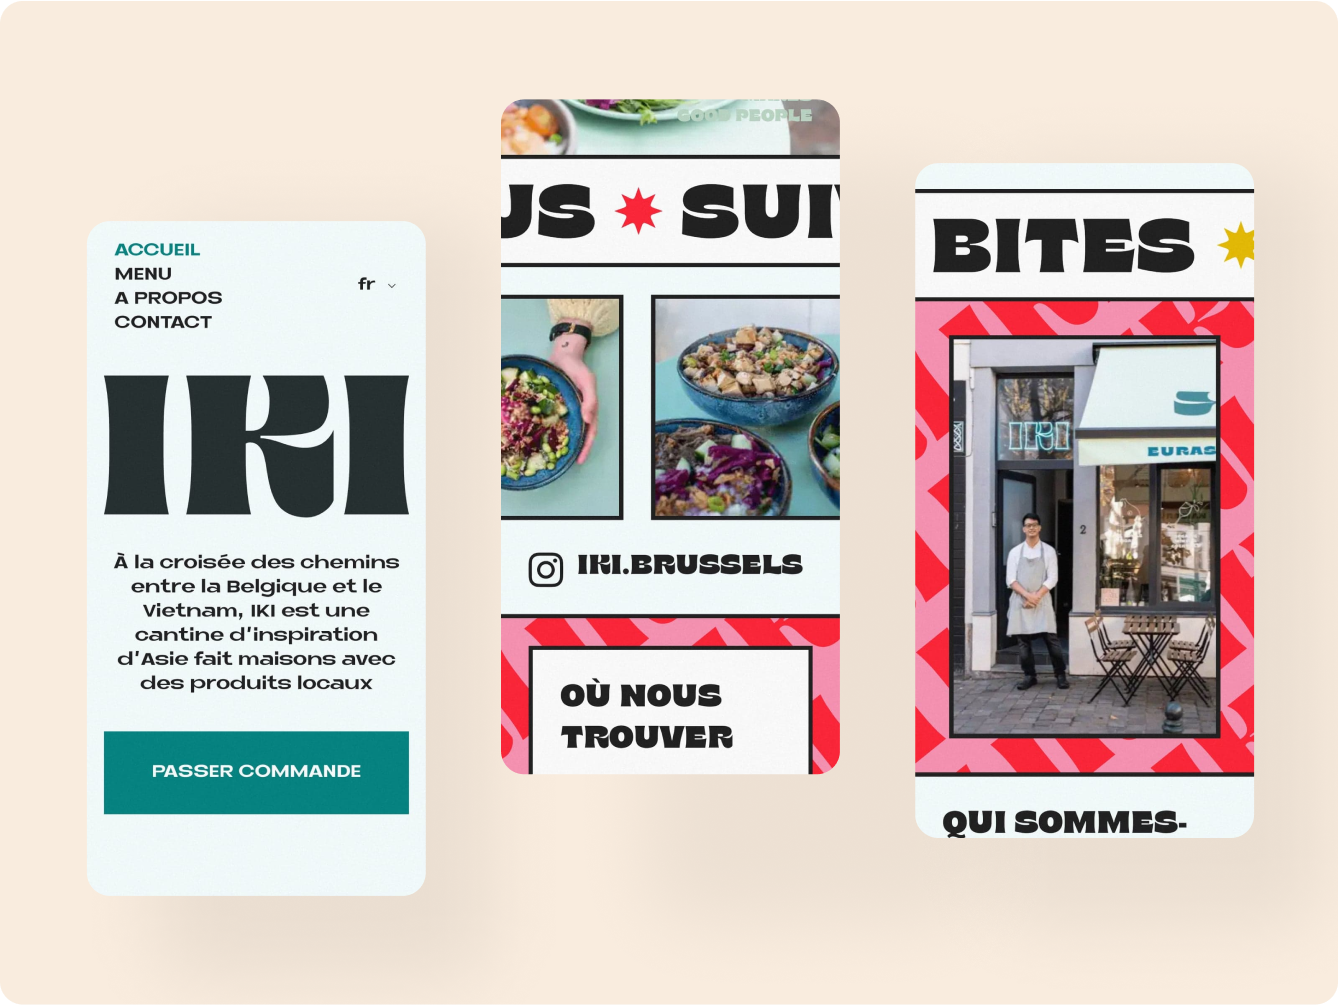 ACCUEIL
MENU
A PROPOS
CONTACT
fr
IKI
À la croisée des chemins
entre la Belgique et le
Vietnam, IKI est une
cantine d'inspiration
d'Asie fait maisons avec
des produits locaux
PASSER COMMANDE
GOOD PEOPLE
US ✷ SUI
IKI.BRUSSELS
OÙ NOUS
TROUVER
BITES
IKI
EURAS
2
QUI SOMMES-